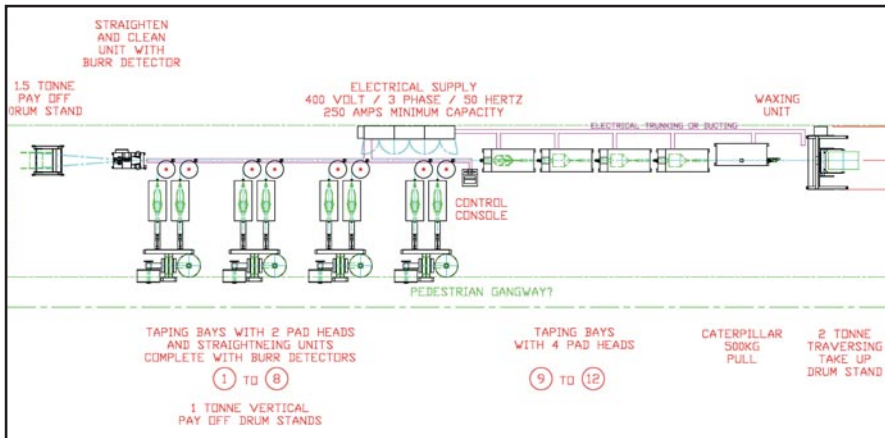 STRAIGHTEN
AND CLEAN
UNIT WITH
BURR DETECTOR
1.5 TONNE
PAY OFF
DRUM STAND
ELECTRICAL SUPPLY
400 VOLT / 3 PHASE / 50 HERTZ
250 AMPS MINIMUM CAPACITY
ELECTRICAL TRUNKING OR DUCTING
WAXING
UNIT
CONTROL
CONSOLE
PEDESTRIAN GANGWAY?
TAPING BAYS WITH 2 PAD HEADS
AND STRAIGHTNEING UNITS
COMPLETE WITH BURR DETECTORS
1 TO 8
1 TONNE VERTICAL
PAY OFF DRUM STANDS
TAPING BAYS
WITH 4 PAD HEADS
9 TO 12
CATERPILLAR
500KG
PULL
2 TONNE
TRAVERSING
TAKE UP
DRUM STAND